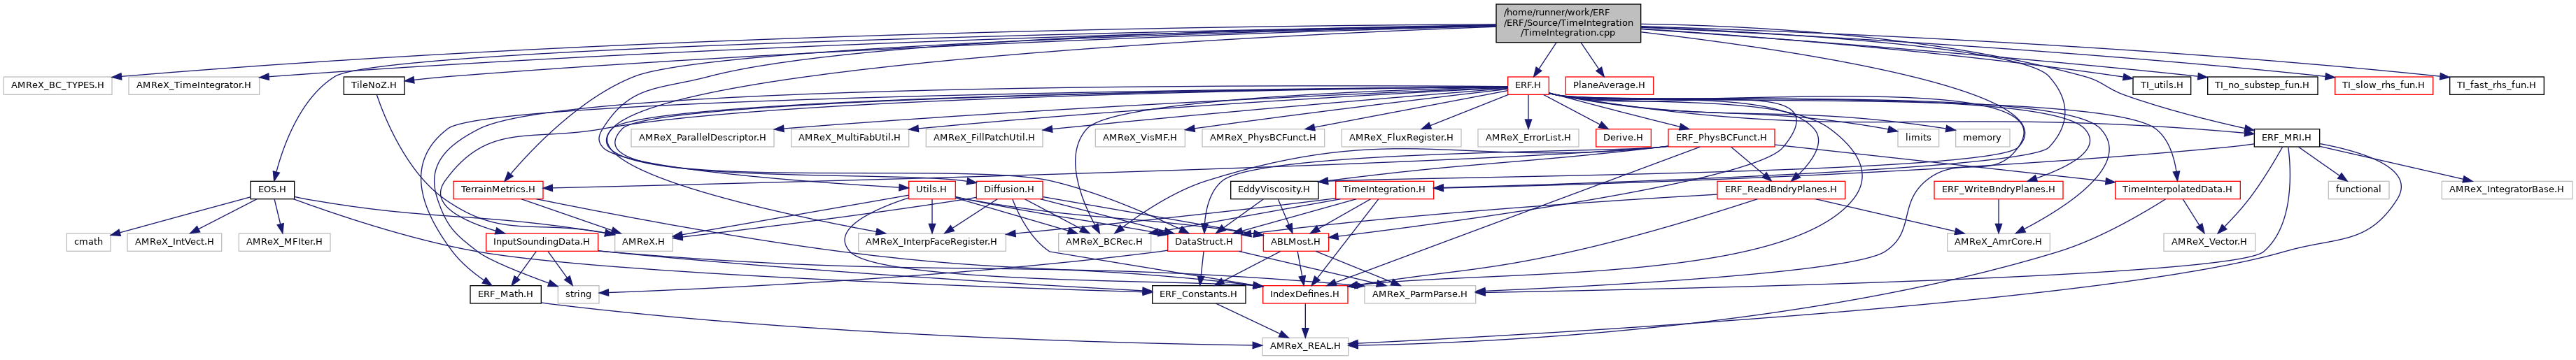 /home/runner/work/ERF
/ERF/Source/TimeIntegration
/TimeIntegration.cpp
AMReX_BC_TYPES.H
AMReX_TimeIntegrator.H
TileNoZ.H
ERF.H
PlaneAverage.H
TI_utils.H
TI_no_substep_fun.H
TI_slow_rhs_fun.H
TI_fast_rhs_fun.H
AMReX_ParallelDescriptor.H
AMReX_MultiFabUtil.H
AMReX_FillPatchUtil.H
AMReX_VisMF.H
AMReX_PhysBCFunct.H
AMReX_FluxRegister.H
AMReX_ErrorList.H
Derive.H
ERF_PhysBCFunct.H
limits
memory
ERF_MRI.H
EOS.H
TerrainMetrics.H
Utils.H
Diffusion.H
EddyViscosity.H
TimeIntegration.H
ERF_ReadBndryPlanes.H
ERF_WriteBndryPlanes.H
TimeInterpolatedData.H
functional
AMReX_IntegratorBase.H
cmath
AMReX_IntVect.H
AMReX_MFIter.H
InputSoundingData.H
AMReX.H
AMReX_InterpFaceRegister.H
AMReX_BCRec.H
DataStruct.H
ABLMost.H
AMReX_AmrCore.H
AMReX_Vector.H
ERF_Math.H
string
ERF_Constants.H
IndexDefines.H
AMReX_ParmParse.H
AMReX_REAL.H